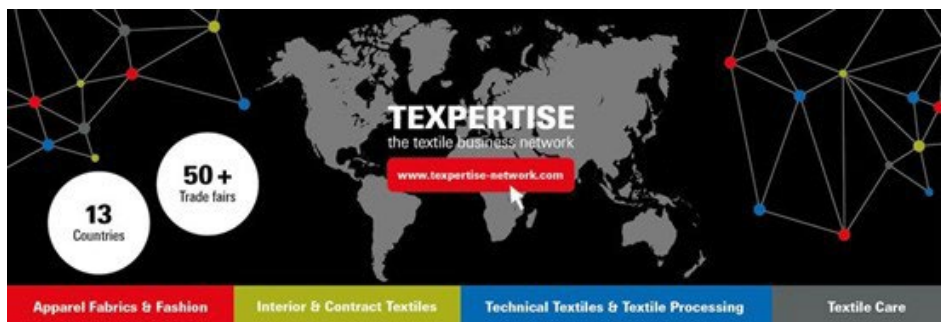 TEXPERTISE
the textile business network
www.texpertise-network.com
50+
Trade fairs
13
Countries
Apparel Fabrics & Fashion
Interior & Contract Textiles
Technical Textiles & Textile Processing
Textile Care